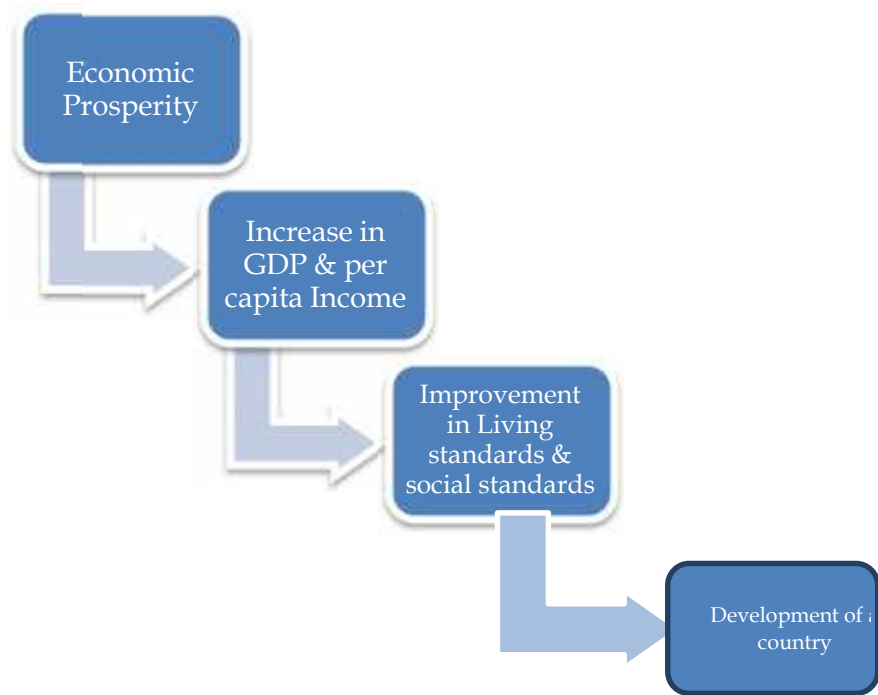 Economic
Prosperity
Increase in
GDP & per
capita Income
Improvement
in Living
standards &
social standards
Development of a
country